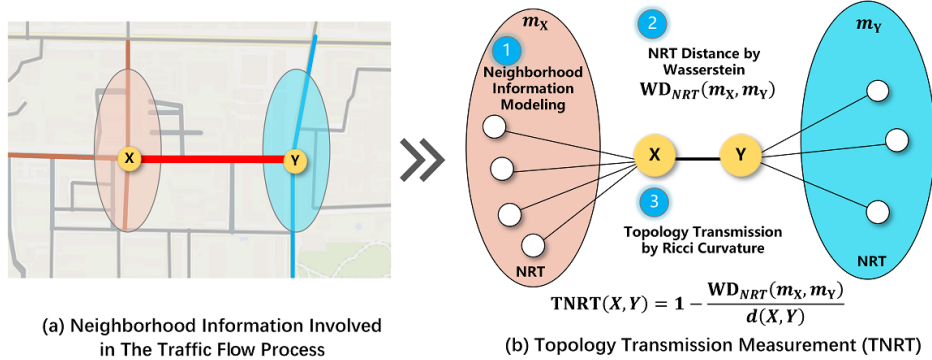 X
Y
(a) Neighborhood Information Involved
in The Traffic Flow Process
m_X
1
Neighborhood
Information
Modeling
NRT
2
NRT Distance by
Wasserstein
WD_NRT(m_X, m_Y)
X
Y
3
Topology Transmission
by Ricci Curvature
m_Y
NRT
TNRT(X, Y) = 1 − WD_NRT(m_X, m_Y) / d(X, Y)
(b) Topology Transmission Measurement (TNRT)